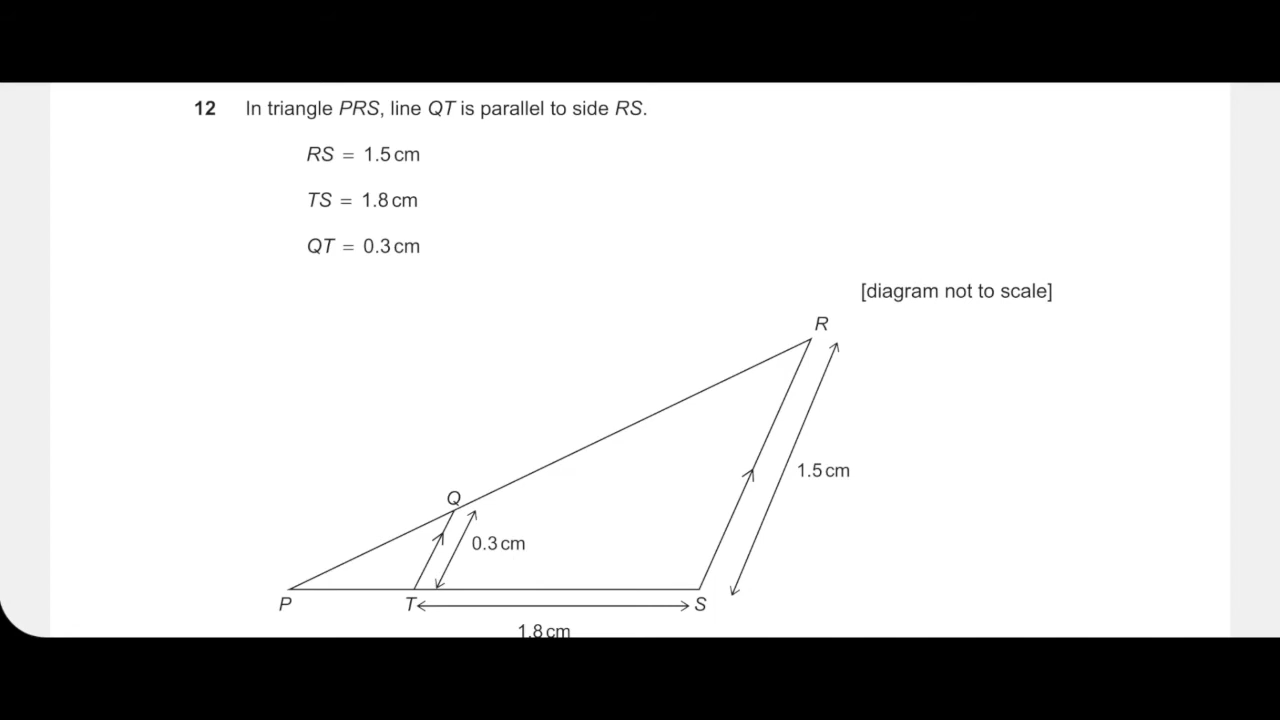 12 In triangle PRS, line QT is parallel to side RS.
RS = 1.5 cm
TS = 1.8 cm
QT = 0.3 cm
[diagram not to scale]
R
1.5 cm
Q
0.3 cm
P
T
S
1.8 cm